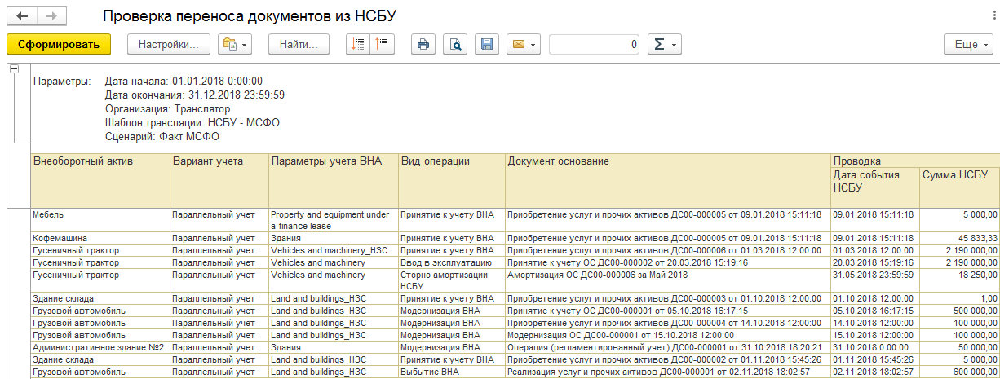 Проверка переноса документов из НСБУ
Сформировать Настройки... Найти... 0 Σ Еще
Параметры: Дата начала: 01.01.2018 0:00:00
Дата окончания: 31.12.2018 23:59:59
Организация: Транслятор
Шаблон трансляции: НСБУ - МСФО
Сценарий: Факт МСФО
Внеоборотный актив Вариант учета Параметры учета ВНА Вид операции Документ основание Проводка
Дата события Сумма НСБУ
НСБУ
Мебель Параллельный учет Property and equipment under Принятие к учету ВНА Приобретение услуг и прочих активов ДС00-000005 от 09.01.2018 15:11:18 09.01.2018 15:11:18 5 000,00
a finance lease
Кофемашина Параллельный учет Здания Принятие к учету ВНА Приобретение услуг и прочих активов ДС00-000005 от 09.01.2018 15:11:18 09.01.2018 15:11:18 45 833,33
Гусеничный трактор Параллельный учет Vehicles and machinery_НЗС Принятие к учету ВНА Приобретение услуг и прочих активов ДС00-000006 от 01.03.2018 12:00:00 01.03.2018 12:00:00 2 190 000,00
Гусеничный трактор Параллельный учет Vehicles and machinery Ввод в эксплуатацию Принятие к учету ОС ДС00-000002 от 20.03.2018 15:19:16 20.03.2018 15:19:16 2 190 000,00
Гусеничный трактор Параллельный учет Vehicles and machinery Сторно амортизации Амортизация ОС ДС00-000006 за Май 2018 31.05.2018 23:59:59 18 250,00
НСБУ
Здание склада Параллельный учет Land and buildings_НЗС Принятие к учету ВНА Приобретение услуг и прочих активов ДС00-000003 от 01.10.2018 12:00:00 01.10.2018 12:00:00 1,00
Грузовой автомобиль Параллельный учет Land and buildings_НЗС Модернизация ВНА Принятие к учету ОС ДС00-000001 от 05.10.2018 16:17:15 05.10.2018 16:17:15 500 000,00
Грузовой автомобиль Параллельный учет Land and buildings_НЗС Модернизация ВНА Приобретение услуг и прочих активов ДС00-000004 от 14.10.2018 12:00:00 14.10.2018 12:00:00 100 000,00
Грузовой автомобиль Параллельный учет Land and buildings_НЗС Модернизация ВНА Модернизация ОС ДС00-000001 от 15.10.2018 12:00:00 15.10.2018 12:00:00 100 000,00
Административное здание №2 Параллельный учет Здания Модернизация ВНА Операция (регламентированный учет) ДС00-000001 от 31.10.2018 18:20:21 31.10.2018 0:00:00 50 000,00
Здание склада Параллельный учет Land and buildings_НЗС Принятие к учету ВНА Приобретение услуг и прочих активов ДС00-000002 от 01.11.2018 15:45:26 01.11.2018 15:45:26 5 000,00
Грузовой автомобиль Параллельный учет Land and buildings_НЗС Выбытие ВНА Реализация услуг и прочих активов ДС00-000001 от 02.11.2018 18:02:57 02.11.2018 18:02:57 600 000,00